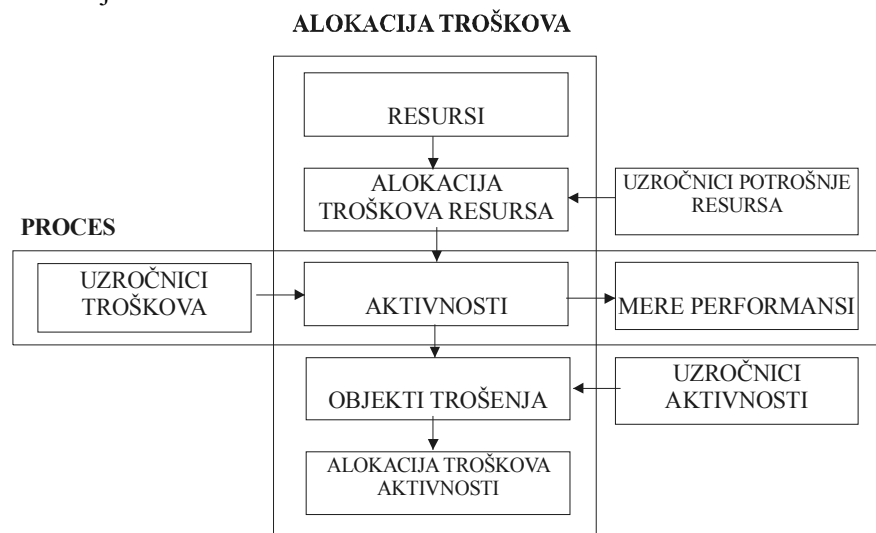 ALOKACIJA TROŠKOVA
RESURSI
ALOKACIJA
TROŠKOVA RESURSA
UZROČNICI POTROŠNJE
RESURSA
PROCES
UZROČNICI
TROŠKOVA
AKTIVNOSTI
MERE PERFORMANSI
OBJEKTI TROŠENJA
UZROČNICI
AKTIVNOSTI
ALOKACIJA TROŠKOVA
AKTIVNOSTI